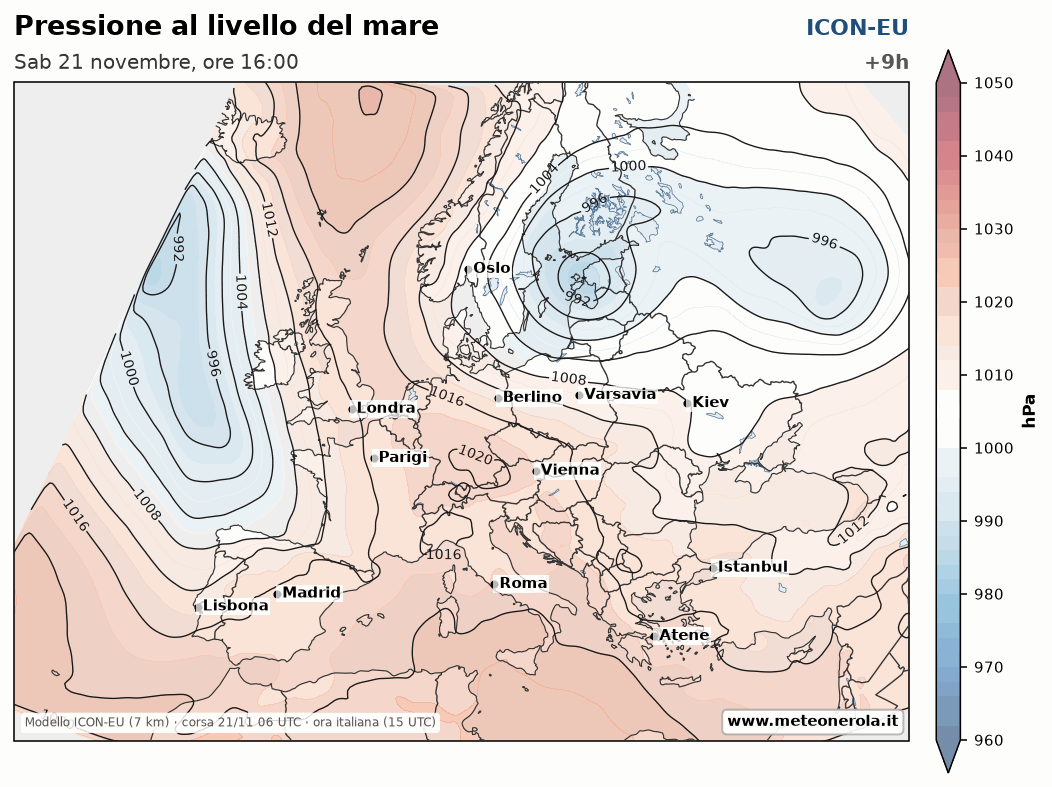 Pressione al livello del mare
ICON-EU
Sab 21 novembre, ore 16:00
+9h
1050
1040
1030
1020
1010
1000
990
980
970
960
hPa
1000
1004
996
1012
992
996
1004
Oslo
992
1000
996
1008
1016
Berlino
Varsavia
Kiev
Londra
Parigi
1020
Vienna
1008
1016
1012
1016
Istanbul
Madrid
Roma
Lisbona
Atene
Modello ICON-EU (7 km) · corsa 21/11 06 UTC · ora italiana (15 UTC)
www.meteonerola.it